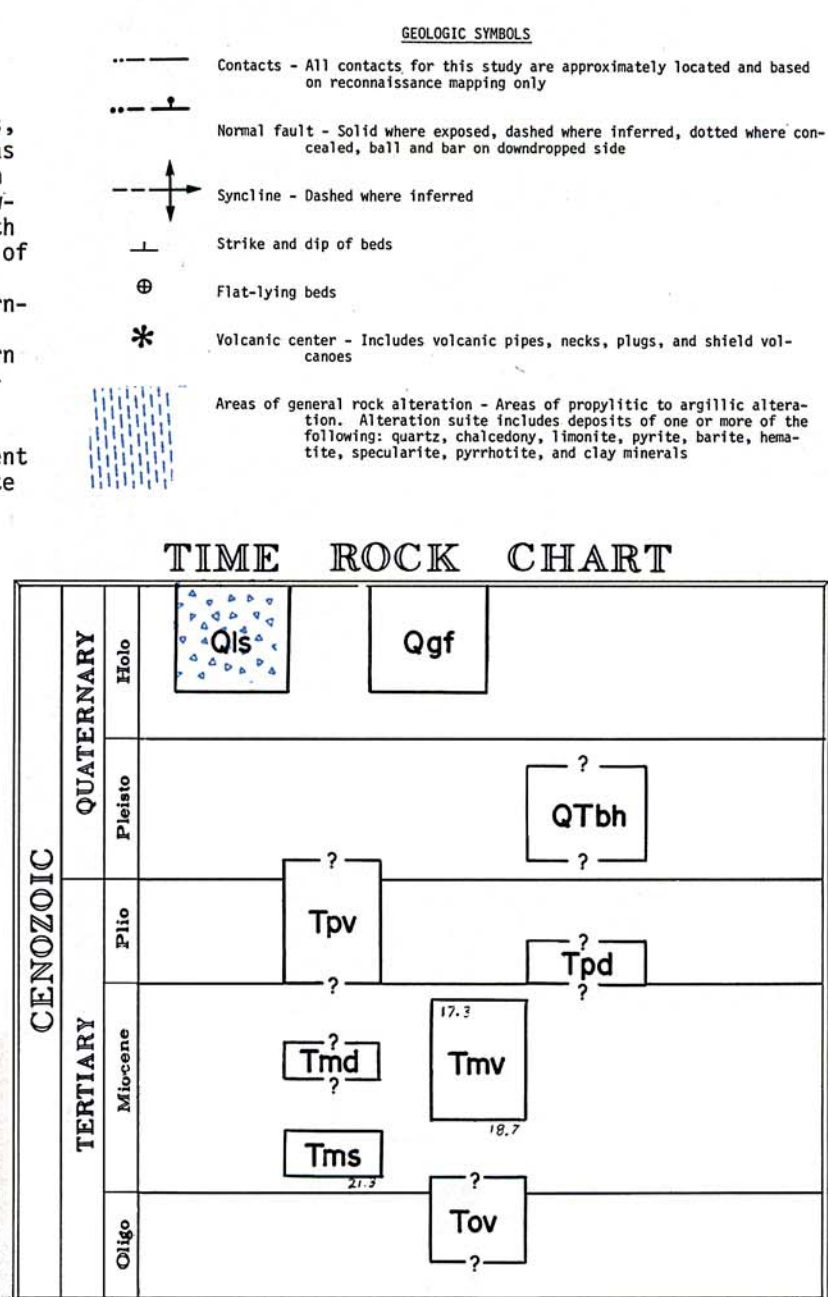 GEOLOGIC SYMBOLS
Contacts - All contacts for this study are approximately located and based
on reconnaissance mapping only
Normal fault - Solid where exposed, dashed where inferred, dotted where con-
cealed, ball and bar on downdropped side
Syncline - Dashed where inferred
Strike and dip of beds
Flat-lying beds
Volcanic center - Includes volcanic pipes, necks, plugs, and shield vol-
canoes
Areas of general rock alteration - Areas of propylitic to argillic altera-
tion. Alteration suite includes deposits of one or more of the
following: quartz, chalcedony, limonite, pyrite, barite, hema-
tite, specularite, pyrrhotite, and clay minerals
of
TIME ROCK CHART
CENOZOIC
QUATERNARY
Holo
Qls
Qgf
Pleisto
?
QTbh
?
TERTIARY
Plio
?
Tpv
?
?
Tpd
?
Miocene
?
Tmd
?
17.3
Tmv
18.7
Tms
21.3
Oligo
?
Tov
?